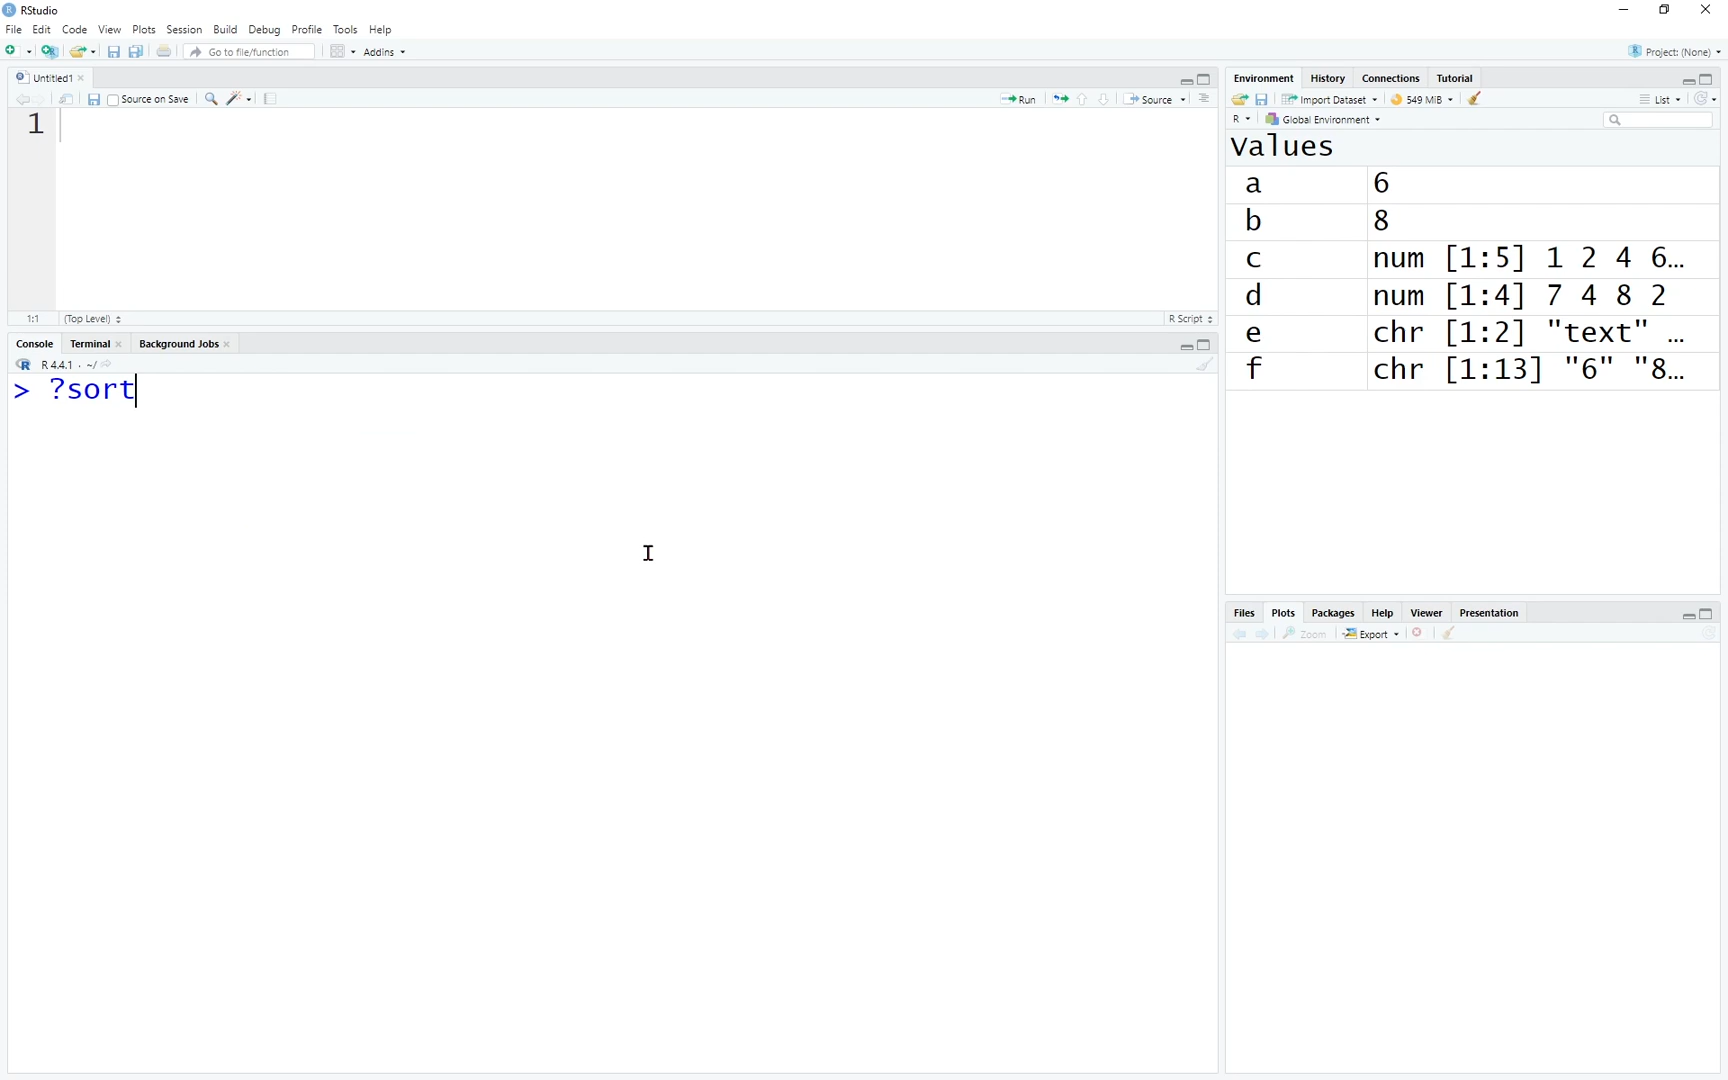 RStudio
File Edit Code View Plots Session Build Debug Profile Tools Help
Go to file/function Addins Project: (None)
Untitled1
Source on Save Run Source
1
1:1 (Top Level) R Script
Console Terminal Background Jobs
R 4.4.1 · ~/
> ?sort
Environment History Connections Tutorial
Import Dataset 549 MiB List
R Global Environment
Values
a 6
b 8
c num [1:5] 1 2 4 6…
d num [1:4] 7 4 8 2
e chr [1:2] "text" …
f chr [1:13] "6" "8…
Files Plots Packages Help Viewer Presentation
Zoom Export